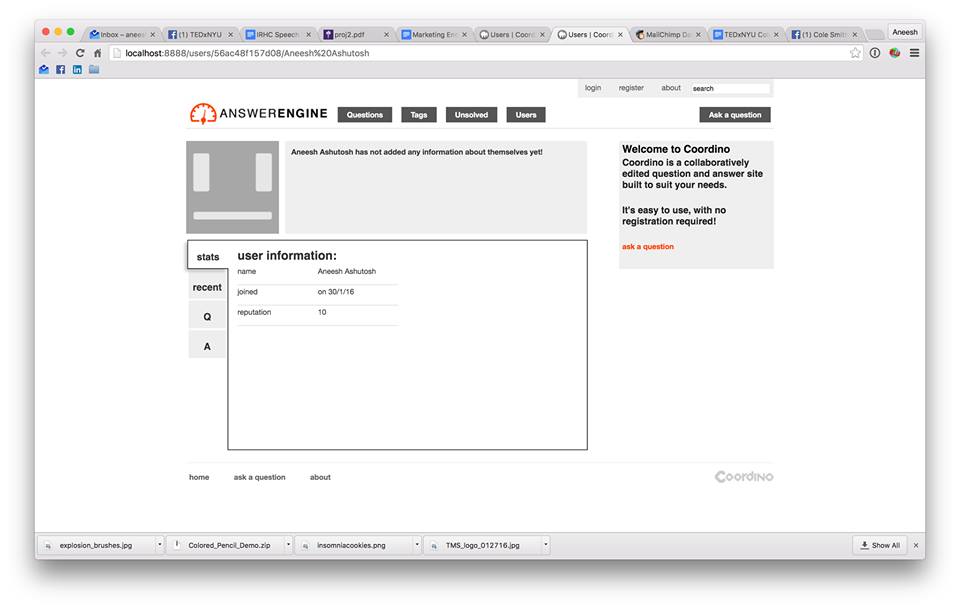 Inbox – anees
(1) TEDxNYU
IRHC Speech
proj2.pdf
Marketing Eng
Users | Coord
Users | Coord
MailChimp De
TEDxNYU Col
(1) Cole Smith
Aneesh
localhost:8888/users/56ac48f157d08/Aneesh%20Ashutosh
login register about search
ANSWERENGINE
Questions Tags Unsolved Users Ask a question
Aneesh Ashutosh has not added any information about themselves yet!
Welcome to Coordino
Coordino is a collaboratively
edited question and answer site
built to suit your needs.
It's easy to use, with no
registration required!
ask a question
stats
recent
Q
A
user information:
name Aneesh Ashutosh
joined on 30/1/16
reputation 10
home ask a question about
Coordino
explosion_brushes.jpg Colored_Pencil_Demo.zip insomniacookies.png TMS_logo_012716.jpg Show All